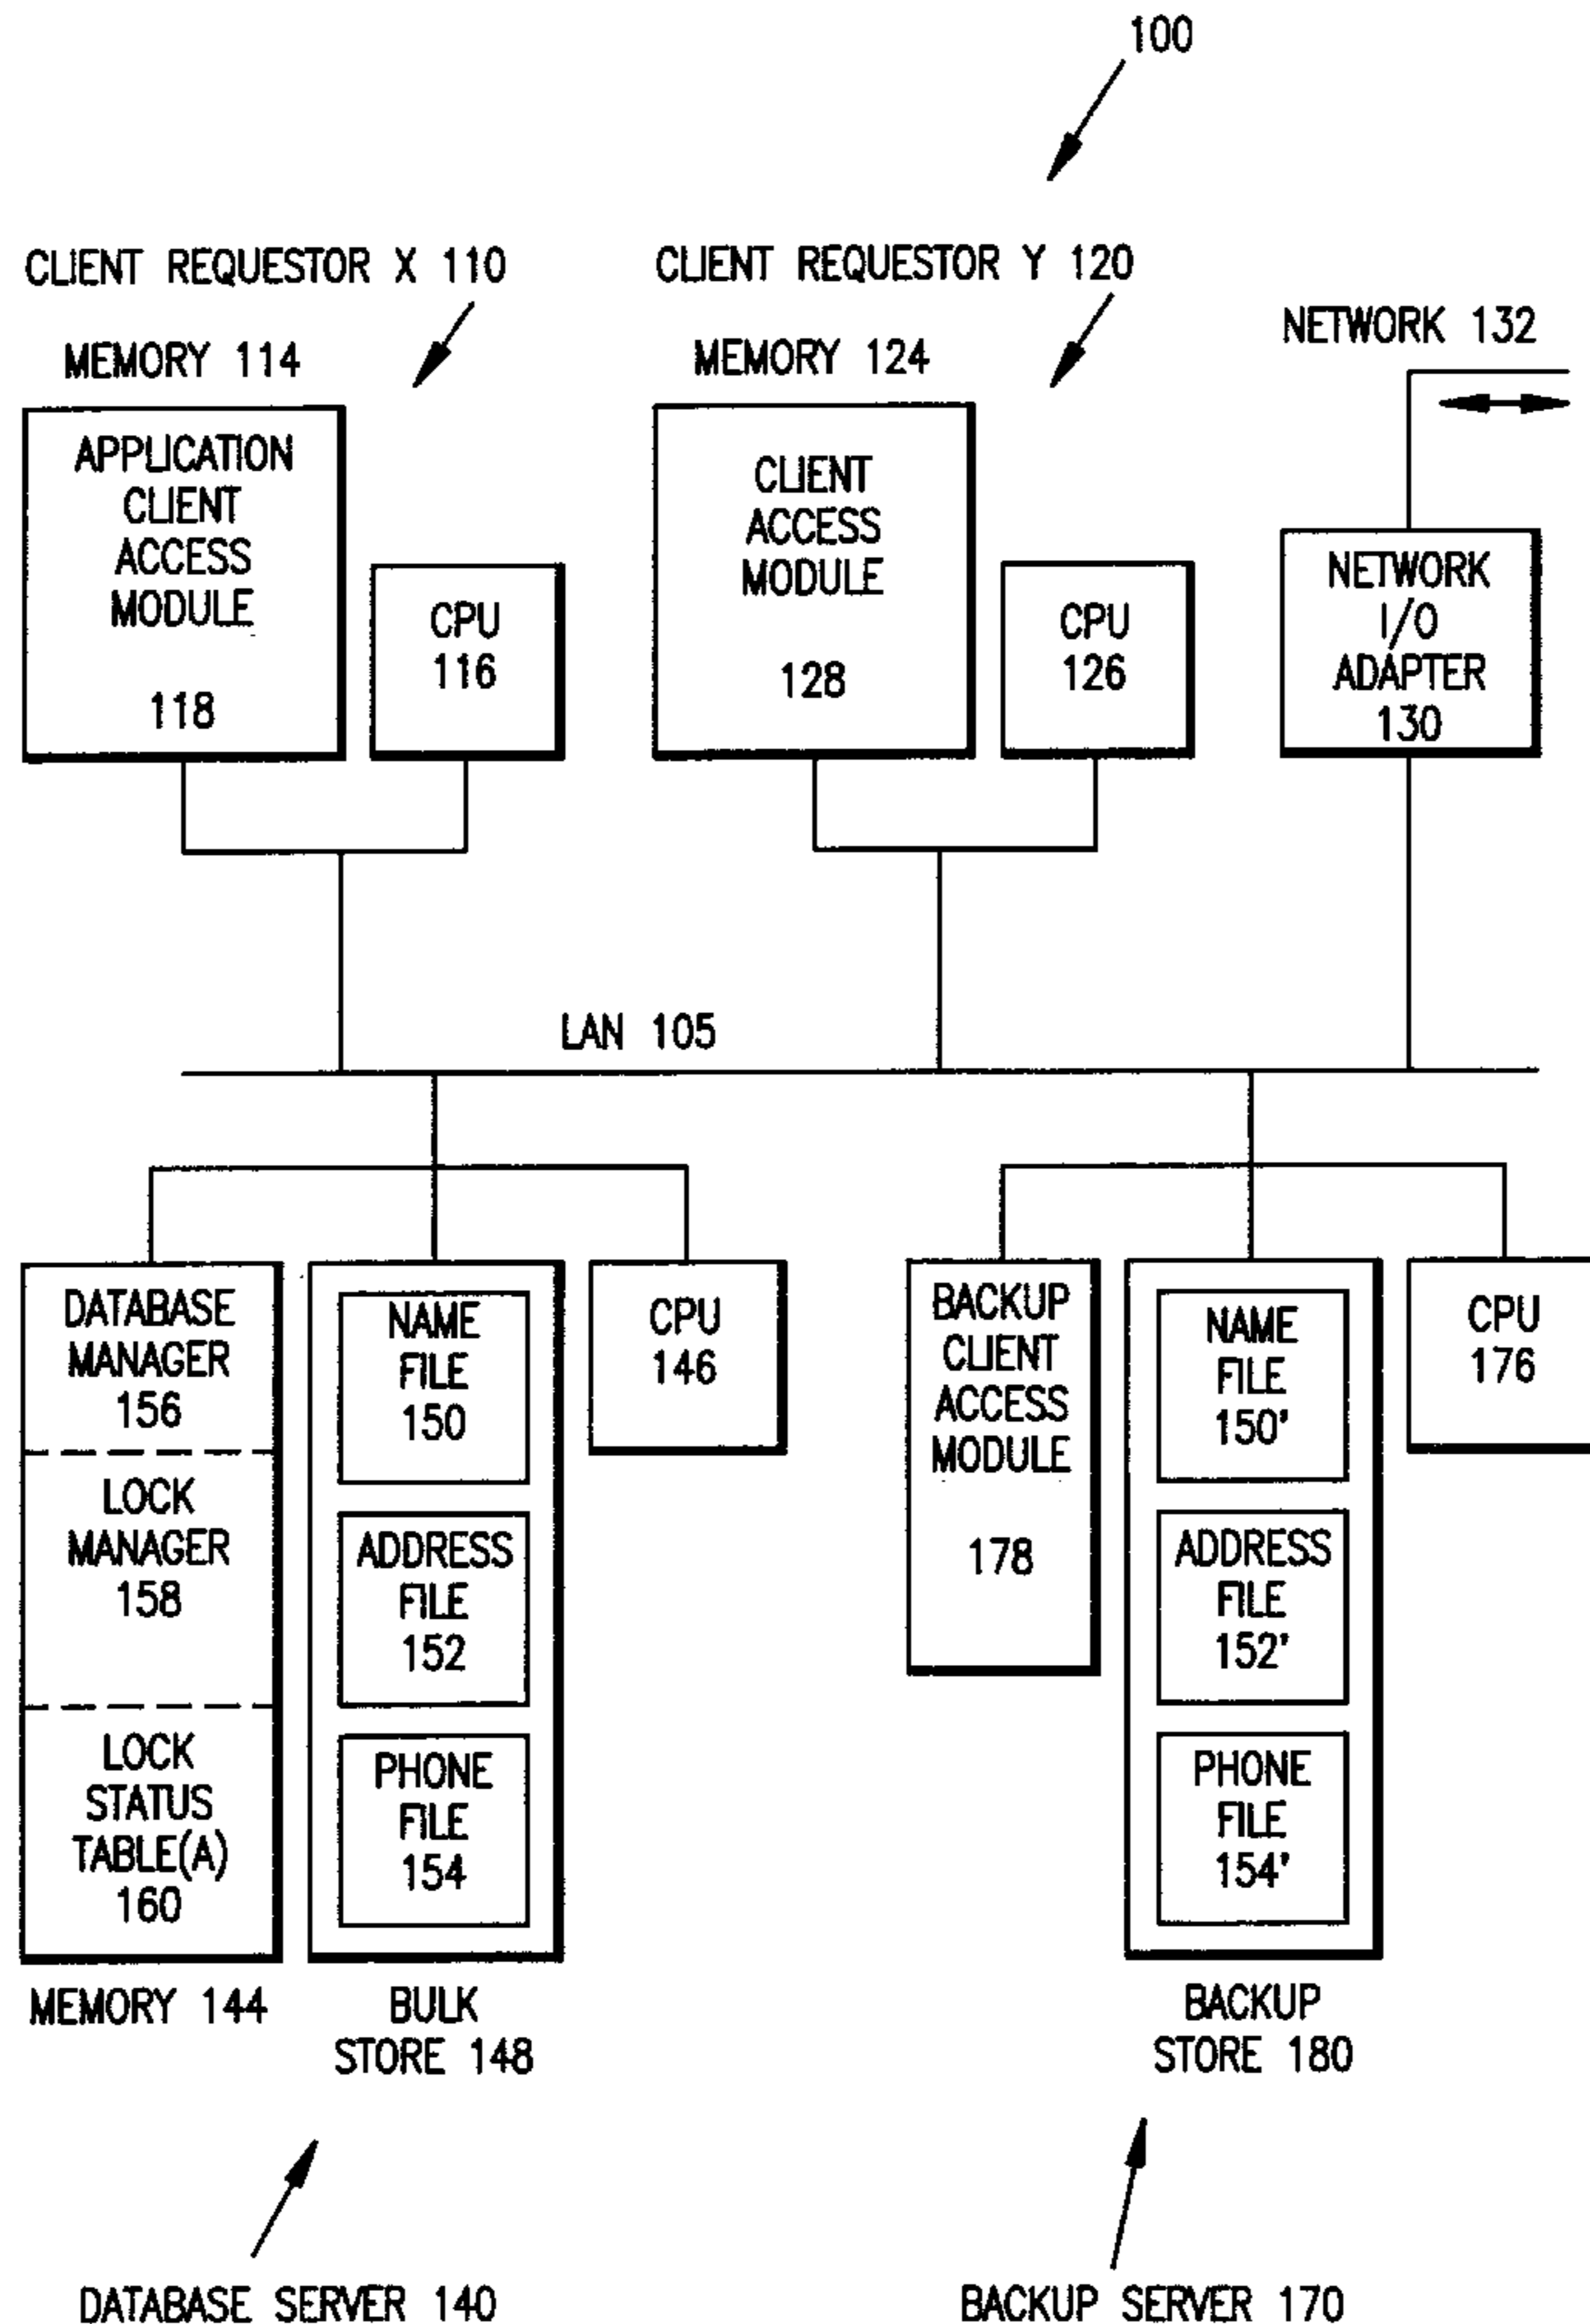 100
CLIENT REQUESTOR X 110
CLIENT REQUESTOR Y 120
NETWORK 132
MEMORY 114
MEMORY 124
APPLICATION
CLIENT
ACCESS
MODULE
118
CPU
116
CLIENT
ACCESS
MODULE
128
CPU
126
NETWORK
I/O
ADAPTER
130
LAN 105
DATABASE
MANAGER
156
LOCK
MANAGER
158
LOCK
STATUS
TABLE(A)
160
MEMORY 144
NAME
FILE
150
ADDRESS
FILE
152
PHONE
FILE
154
BULK
STORE 148
CPU
146
BACKUP
CLIENT
ACCESS
MODULE
178
NAME
FILE
150'
ADDRESS
FILE
152'
PHONE
FILE
154'
BACKUP
STORE 180
CPU
176
DATABASE SERVER 140
BACKUP SERVER 170